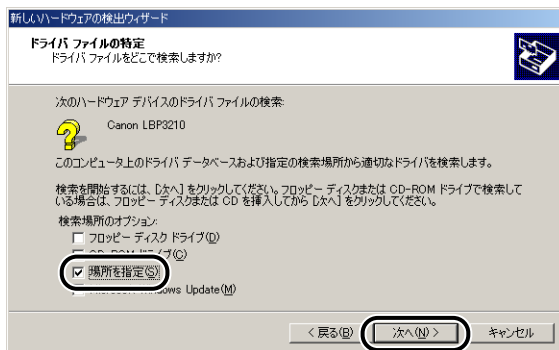 新しいハードウェアの検出ウィザード
ドライバ ファイルの特定
ドライバ ファイルをどこで検索しますか?
次のハードウェア デバイスのドライバ ファイルの検索:
Canon LBP3210
このコンピュータ上のドライバ データベースおよび指定の検索場所から適切なドライバを検索します。
検索を開始するには、[次へ] をクリックしてください。フロッピー ディスクまたは CD-ROM ドライブで検索して
いる場合は、フロッピー ディスクまたは CD を挿入してから [次へ] をクリックしてください。
検索場所のオプション:
フロッピー ディスク ドライブ(D)
CD-ROM ドライブ(C)
場所を指定(S)
Microsoft Windows Update(M)
< 戻る(B)
次へ(N) >
キャンセル